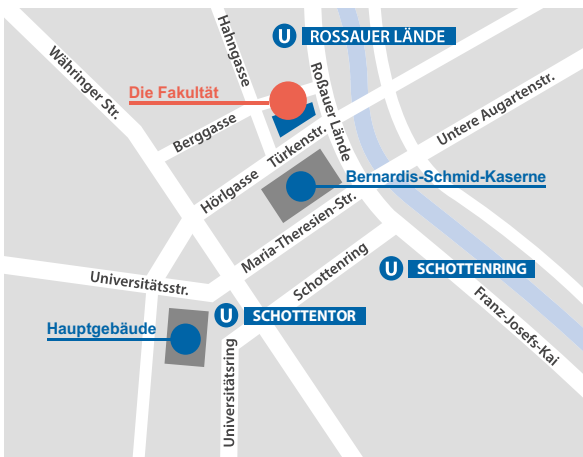 U ROSSAUER LÄNDE
Hahngasse
Währinger Str.
Roßauer Lände
Die Fakultät
Untere Augartenstr.
Berggasse
Türkenstr.
Bernardis-Schmid-Kaserne
Hörlgasse
Maria-Theresien-Str.
Schottenring
U SCHOTTENRING
Universitätsstr.
U SCHOTTENTOR
Hauptgebäude
Franz-Josefs-Kai
Universitätsring